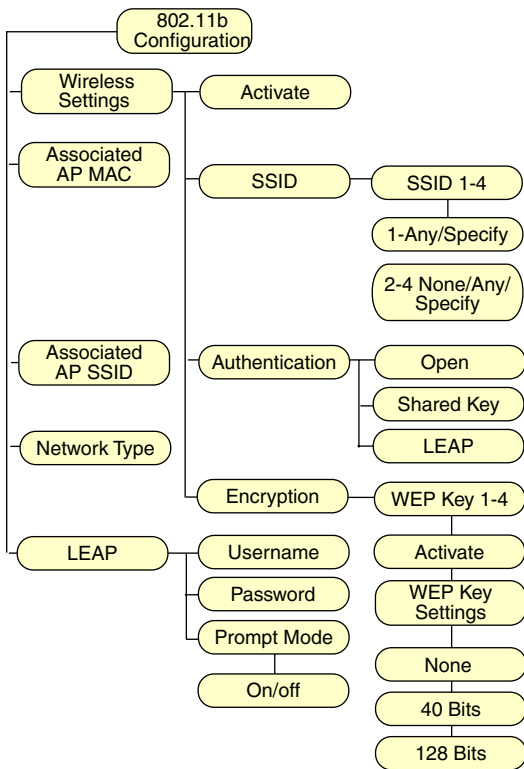 802.11b
Configuration
Wireless
Settings
Activate
Associated
AP MAC
SSID
SSID 1-4
1-Any/Specify
2-4 None/Any/
Specify
Associated
AP SSID
Authentication
Open
Shared Key
LEAP
Network Type
Encryption
WEP Key 1-4
Activate
WEP Key
Settings
None
40 Bits
128 Bits
LEAP
Username
Password
Prompt Mode
On/off